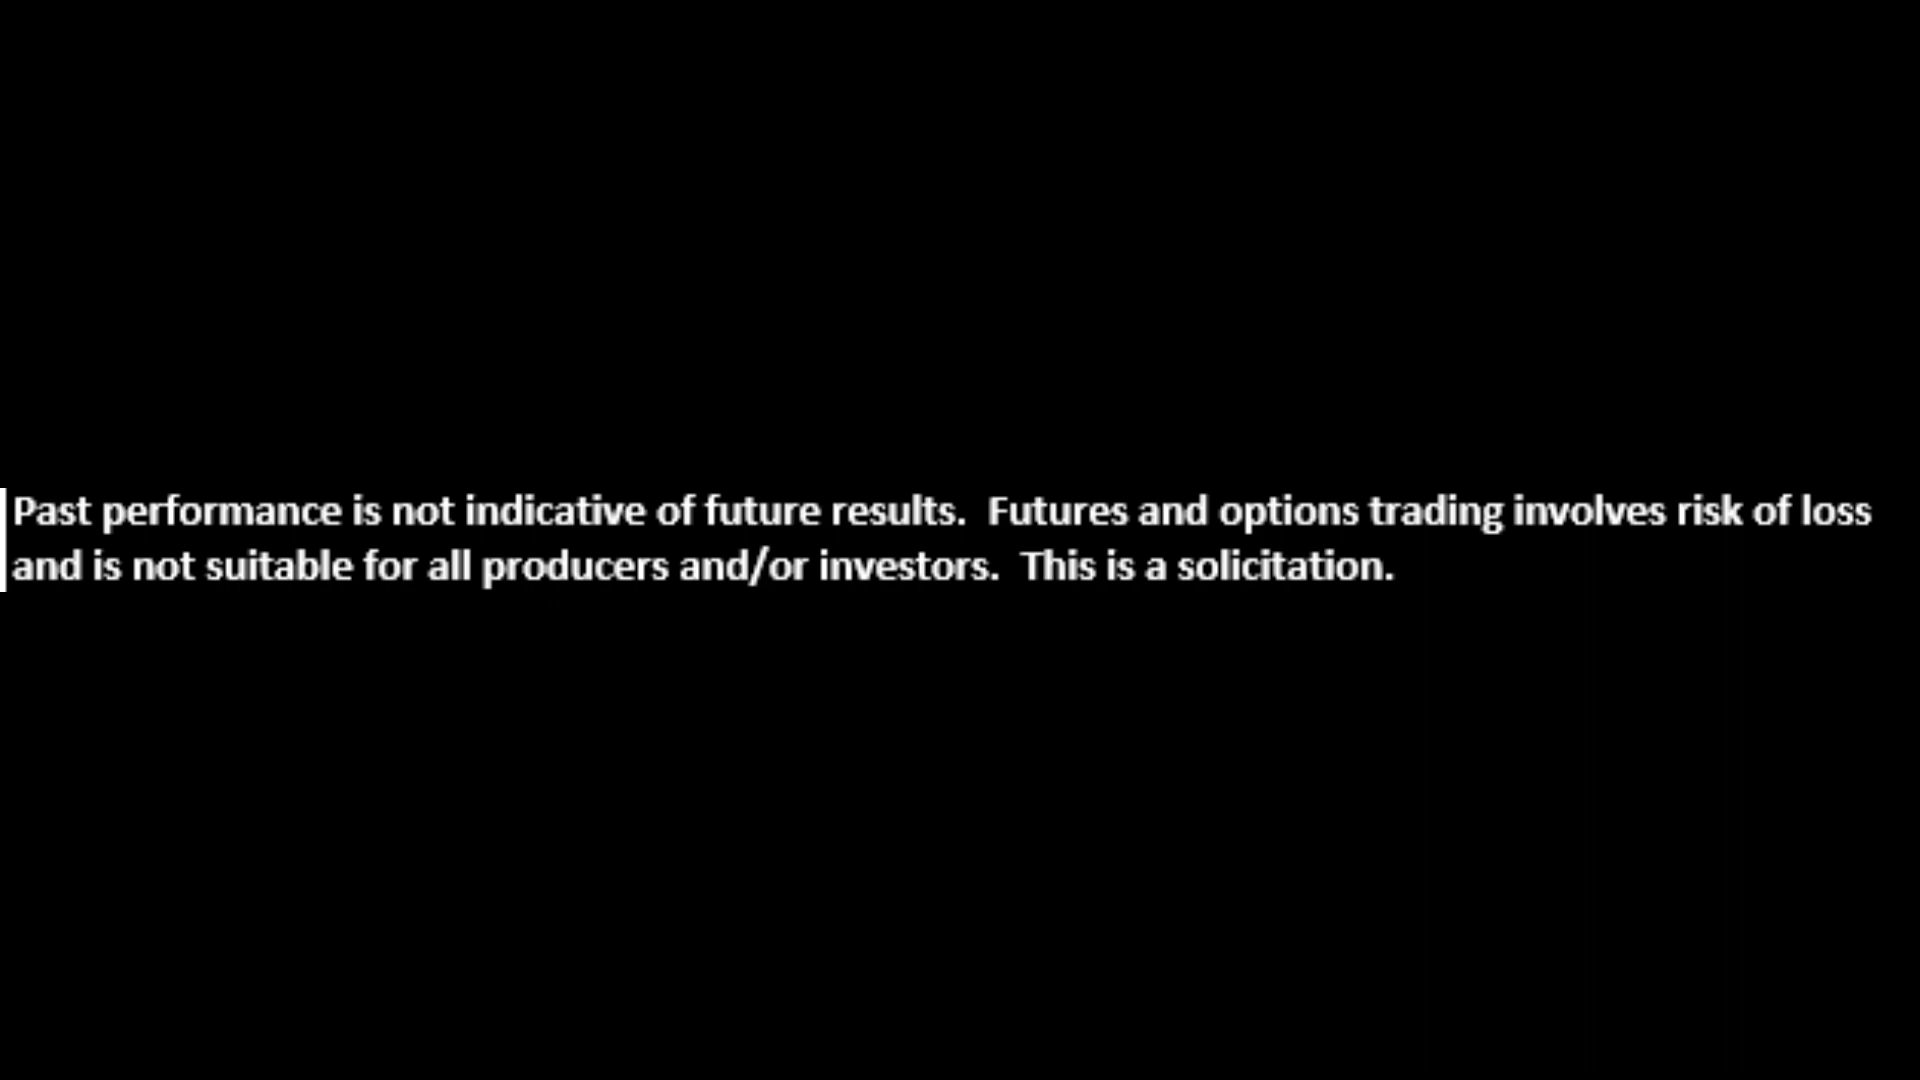 Past performance is not indicative of future results.  Futures and options trading involves risk of loss
and is not suitable for all producers and/or investors.  This is a solicitation.